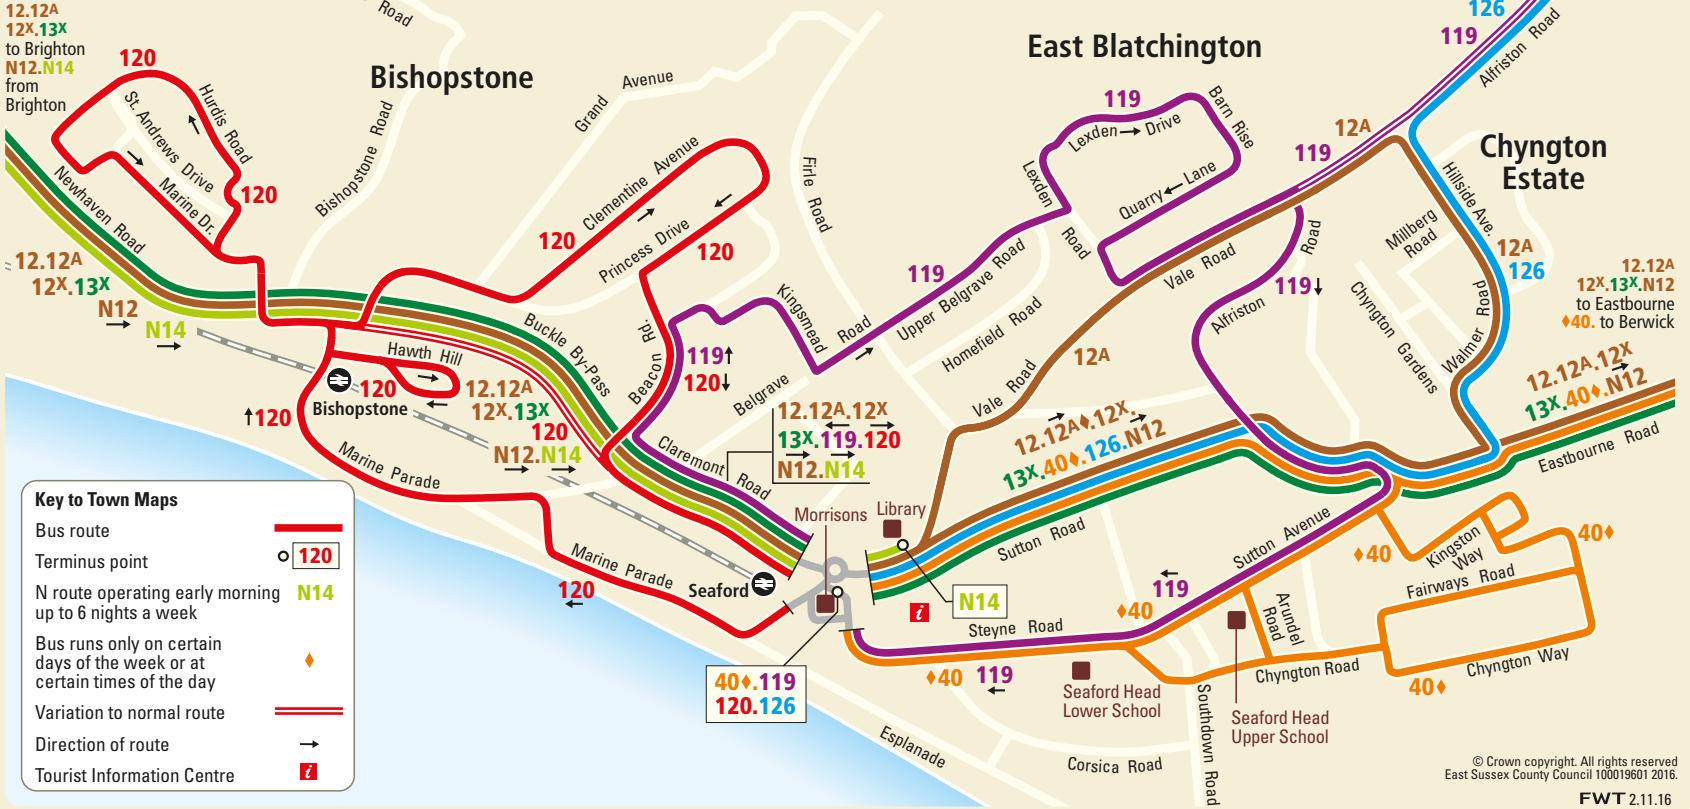 12.12A
12X.13X
to Brighton
N12.N14
from
Brighton
120
Hurdis Road
St. Andrews Drive
Marine Dr.
120
Newhaven Road
12.12A
12X.13X
N12
N14
Bishopstone
Road
Bishopstone Road
Grand Avenue
Clementine Avenue
120
Princess Drive
120
Firle Road
East Blatchington
119
Lexden Drive
Barn Rise
Lexden Road
Quarry Lane
119
Upper Belgrave Road
Homefield Road
Kingsmead
Belgrave Road
Beacon Rd.
119
120
Buckle By-Pass
Hawth Hill
120
Bishopstone
120
12.12A
12X.13X
120
N12.N14
Marine Parade
Claremont Road
12.12A.12X
13X.119.120
N12.N14
126
119
Alfriston Road
12A
119
Chyngton
Estate
Hillside Ave.
Millberg
Road
12A
126
Vale Road
119
Alfriston Road
12A
Vale Road
Chyngton Gardens
Walmer Road
12.12A
12X.13X.N12
to Eastbourne
♦40. to Berwick
12.12A.12X
13X.40♦.N12
Eastbourne Road
12.12A♦.12X.
13X.40♦.126.N12
Sutton Road
Morrisons
Library
Seaford
Marine Parade
120
i
N14
40♦.119
120.126
Steyne Road
♦40
119
♦40
119
Sutton Avenue
♦40
Kingston
Way
40♦
Fairways Road
Arundel
Road
Chyngton Road
Chyngton Way
40♦
Seaford Head
Lower School
Seaford Head
Upper School
Southdown Road
Esplanade
Corsica Road
Key to Town Maps
Bus route
Terminus point 120
N route operating early morning N14
up to 6 nights a week
Bus runs only on certain ♦
days of the week or at
certain times of the day
Variation to normal route
Direction of route →
Tourist Information Centre i
© Crown copyright. All rights reserved
East Sussex County Council 100019601 2016.
FWT 2.11.16